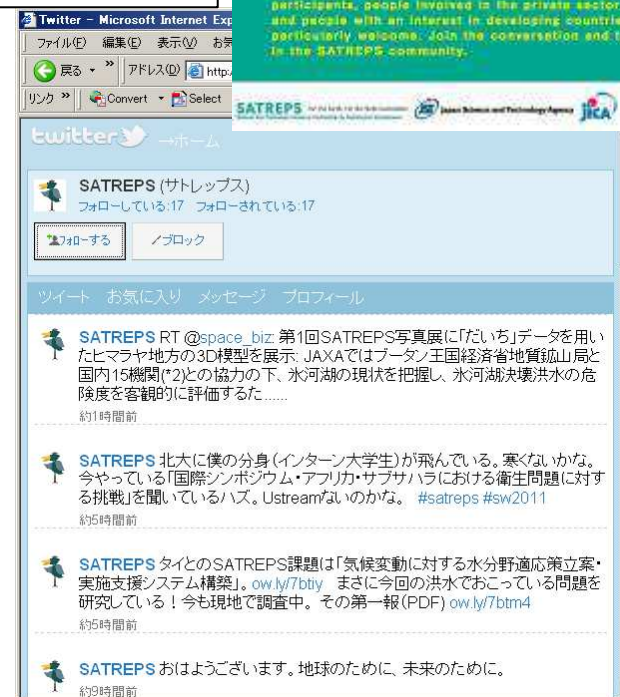 participants, people involved in the private sector
and people with an interest in developing countrie
particularly welcome. Join the conversation and t
in the SATREPS community.
SATREPS
Japan Science and Technology Agency
jICA
Twitter - Microsoft Internet Exp
ファイル(F) 編集(E) 表示(V) お気
戻る » アドレス(D) http:
リンク » Convert Select
twitter →ホーム
SATREPS (サトレップス)
フォローしている:17 フォローされている:17
フォローする ブロック
ツイート お気に入り メッセージ プロフィール
SATREPS RT @space_biz: 第1回SATREPS写真展に「だいち」データを用い
たヒマラヤ地方の3D模型を展示: JAXAではブータン王国経済省地質鉱山局と
国内15機関(*2)との協力の下、氷河湖の現状を把握し、氷河湖決壊洪水の危
険度を客観的に評価するた......
約1時間前
SATREPS 北大に僕の分身(インターン大学生)が飛んでいる。寒くないかな。
今やっている「国際シンポジウム・アフリカ・サブサハラにおける衛生問題に対す
る挑戦」を聞いているハズ。Ustreamないのかな。 #satreps #sw2011
約5時間前
SATREPS タイとのSATREPS課題は「気候変動に対する水分野適応策立案・
実施支援システム構築」。ow.ly/7btiy まさに今回の洪水でおこっている問題を
研究している!今も現地で調査中。その第一報(PDF) ow.ly/7btm4
約5時間前
SATREPS おはようございます。地球のために、未来のために。
約9時間前